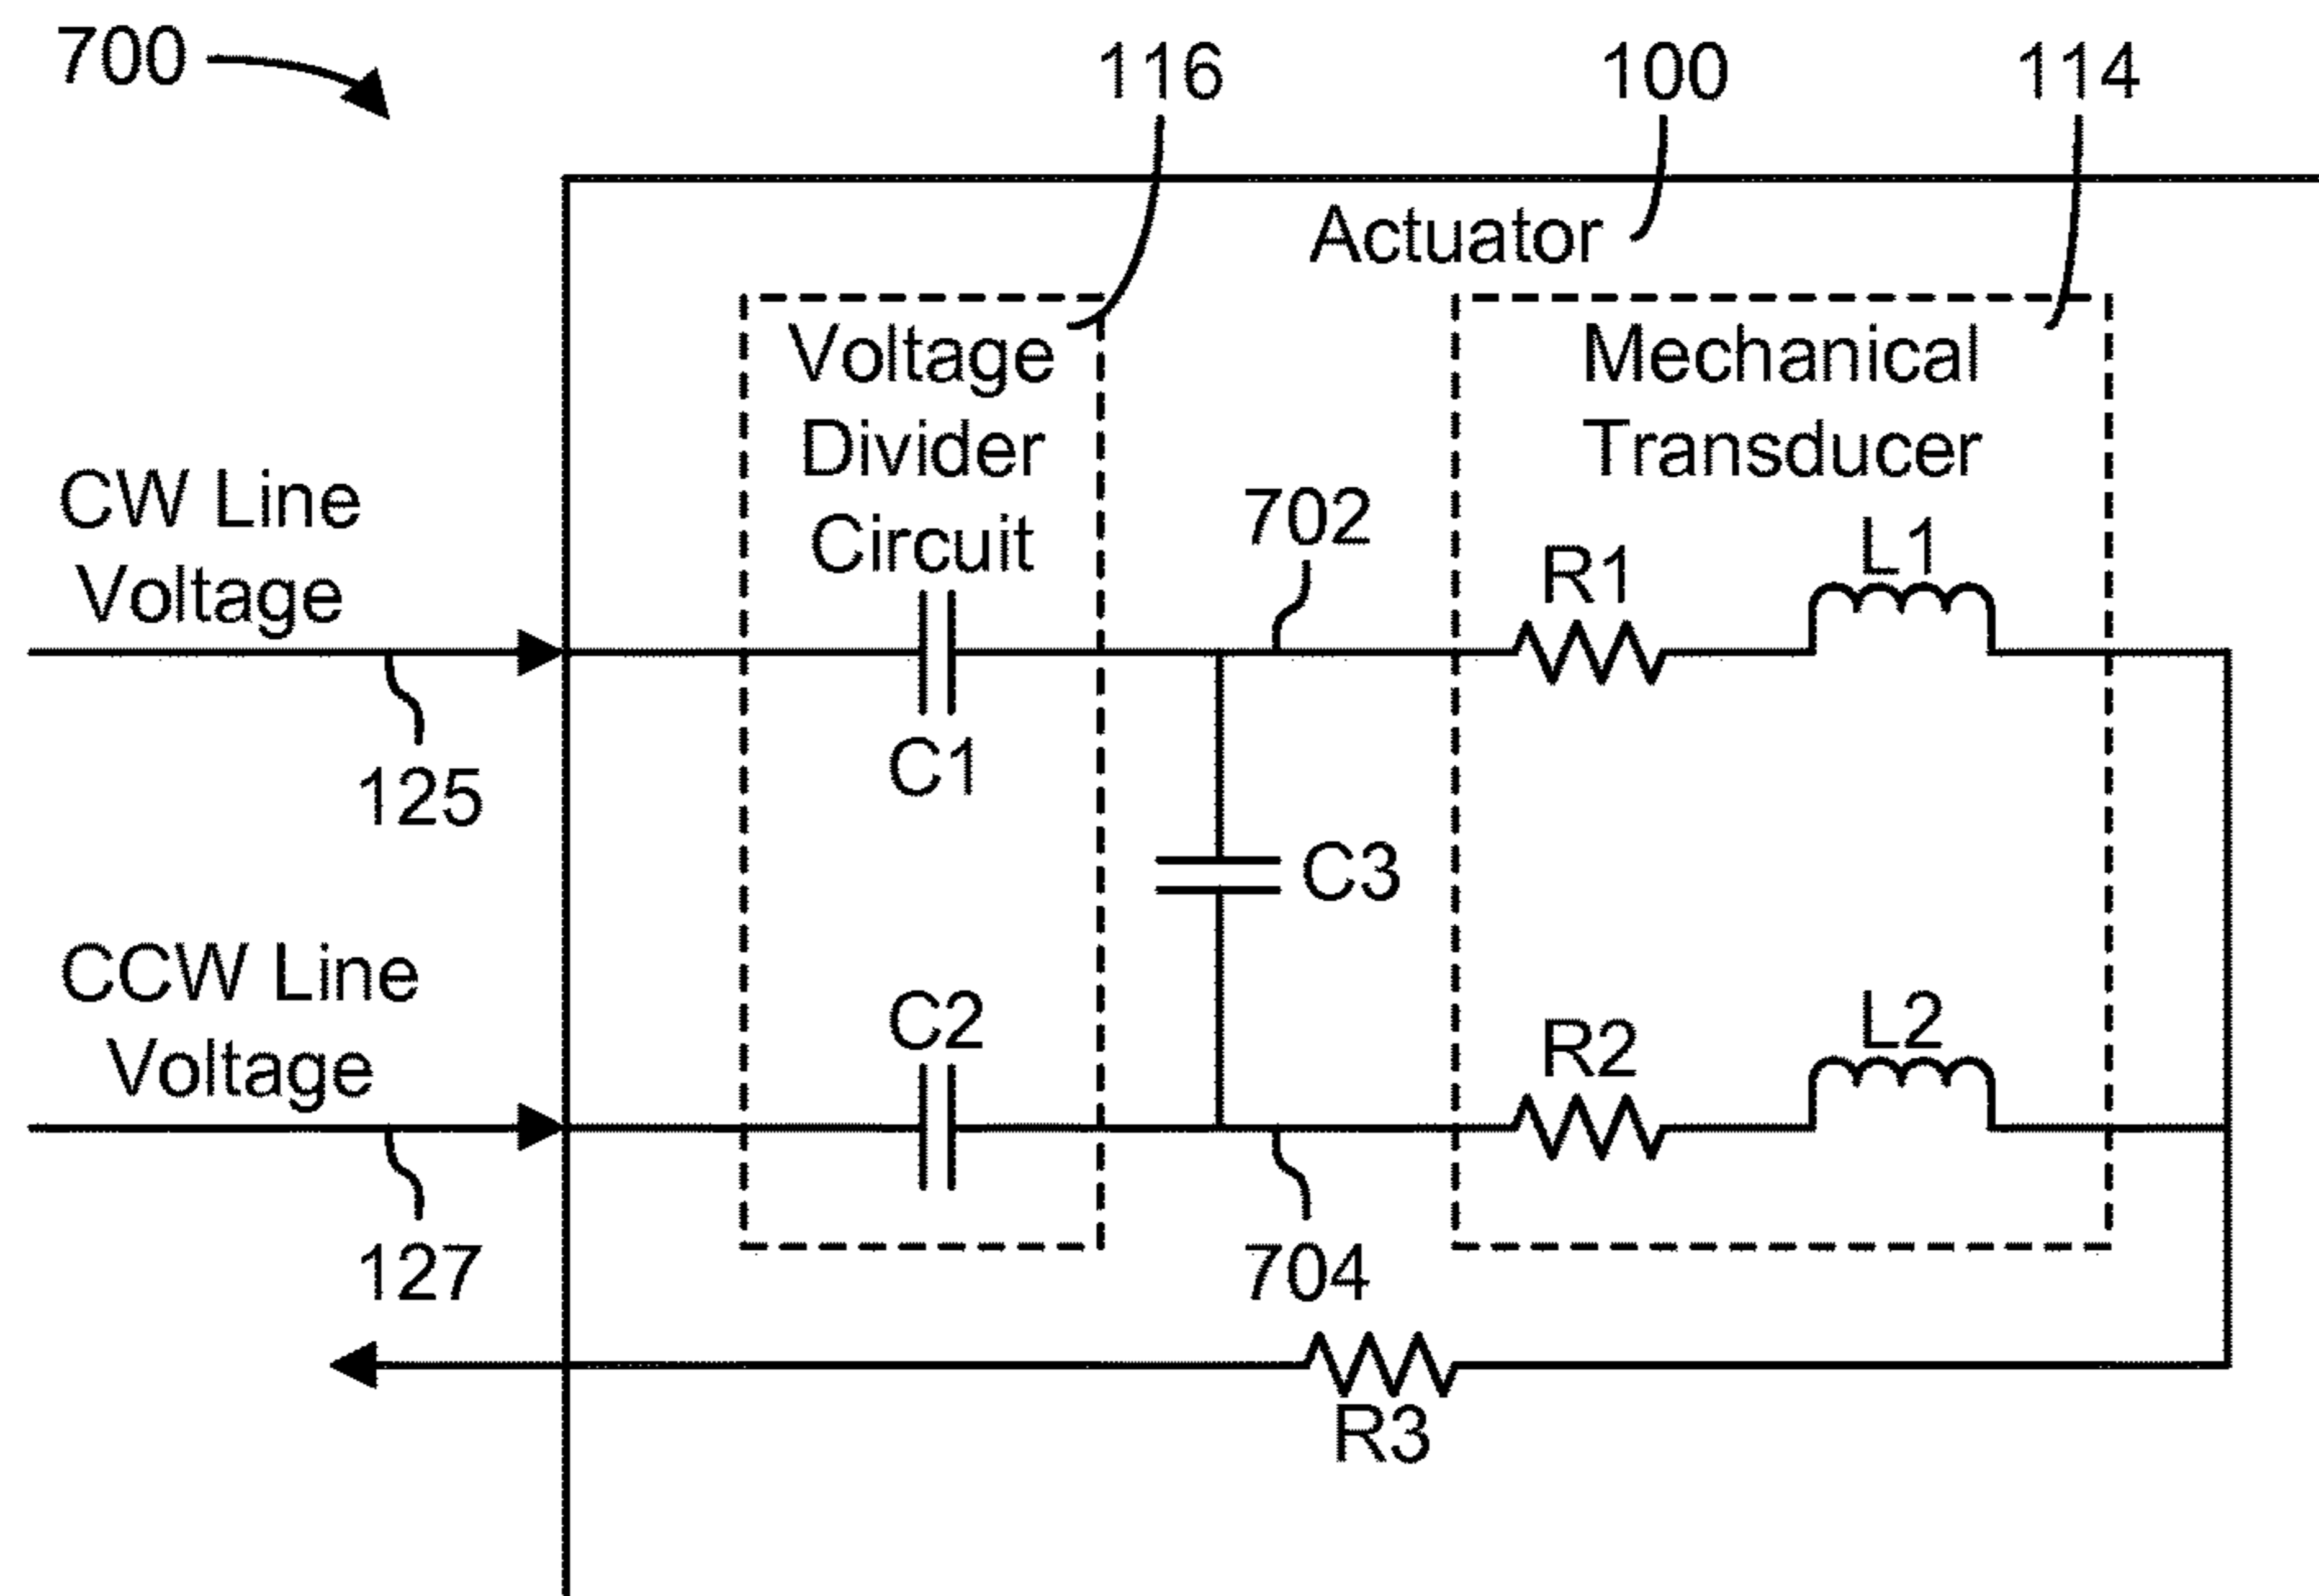 700
116
100
114
Actuator
Voltage
Divider
Circuit
Mechanical
Transducer
CW Line
Voltage
702
R1
L1
125
C1
C3
CCW Line
Voltage
C2
R2
L2
127
704
R3